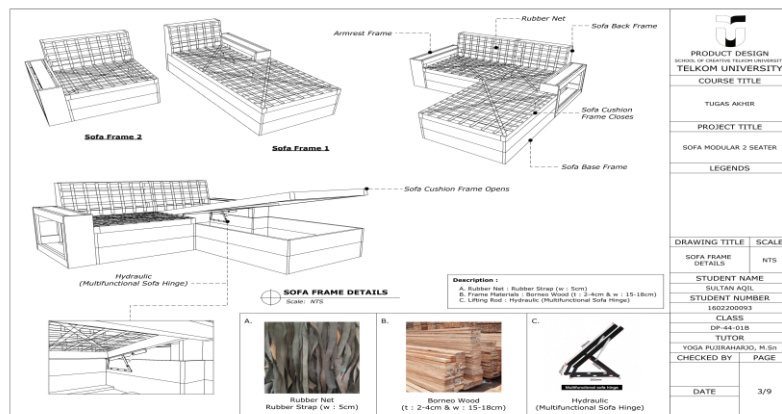 Armrest Frame
Rubber Net
Sofa Back Frame
Sofa Frame 2
Sofa Frame 1
Sofa Cushion
Frame Closes
Sofa Base Frame
Sofa Cushion Frame Opens
Hydraulic
(Multifunctional Sofa Hinge)
SOFA FRAME DETAILS
Scale: NTS
Description :
A. Rubber Net : Rubber Strap (w : 5cm)
B. Frame Materials : Borneo Wood (t : 2-4cm & w : 15-18cm)
C. Lifting Rod : Hydraulic (Multifunctional Sofa Hinge)
A.
Rubber Net
Rubber Strap (w : 5cm)
B.
Borneo Wood
(t : 2-4cm & w : 15-18cm)
C.
Multifunctional sofa hinge
Hydraulic
(Multifunctional Sofa Hinge)
PRODUCT DESIGN
SCHOOL OF CREATIVE TELKOM UNIVERSITY
TELKOM UNIVERSITY
COURSE TITLE
TUGAS AKHIR
PROJECT TITLE
SOFA MODULAR 2 SEATER
LEGENDS
DRAWING TITLE
SCALE
SOFA FRAME
DETAILS
NTS
STUDENT NAME
SULTAN AQIL
STUDENT NUMBER
1602200093
CLASS
DP-44-01B
TUTOR
YOGA PUJIRAHARJO, M.Sn
CHECKED BY
PAGE
DATE
3/9